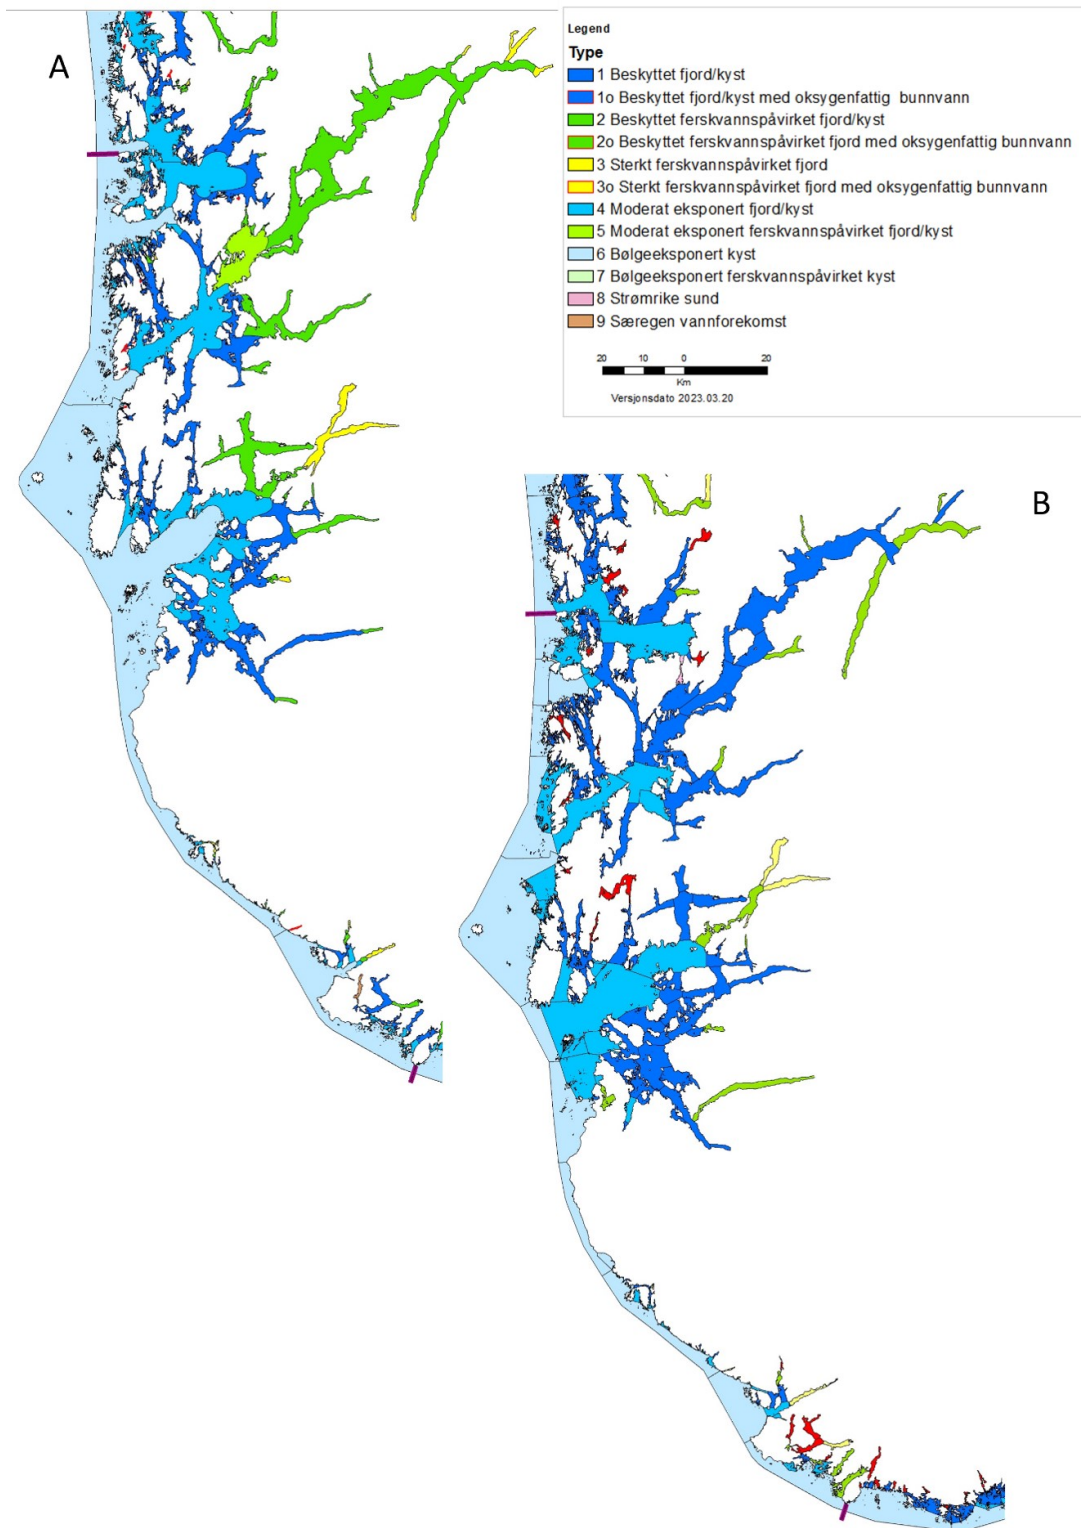 A
Legend
Type
1 Beskyttet fjord/kyst
1o Beskyttet fjord/kyst med oksygenfattig bunnvann
2 Beskyttet ferskvannspåvirket fjord/kyst
2o Beskyttet ferskvannspåvirket fjord med oksygenfattig bunnvann
3 Sterkt ferskvannspåvirket fjord
3o Sterkt ferskvannspåvirket fjord med oksygenfattig bunnvann
4 Moderat eksponert fjord/kyst
5 Moderat eksponert ferskvannspåvirket fjord/kyst
6 Bølgeeksponert kyst
7 Bølgeeksponert ferskvannspåvirket kyst
8 Strømrike sund
9 Særegen vannforekomst
20 10 0 20
Km
Versjonsdato 2023.03.20
B